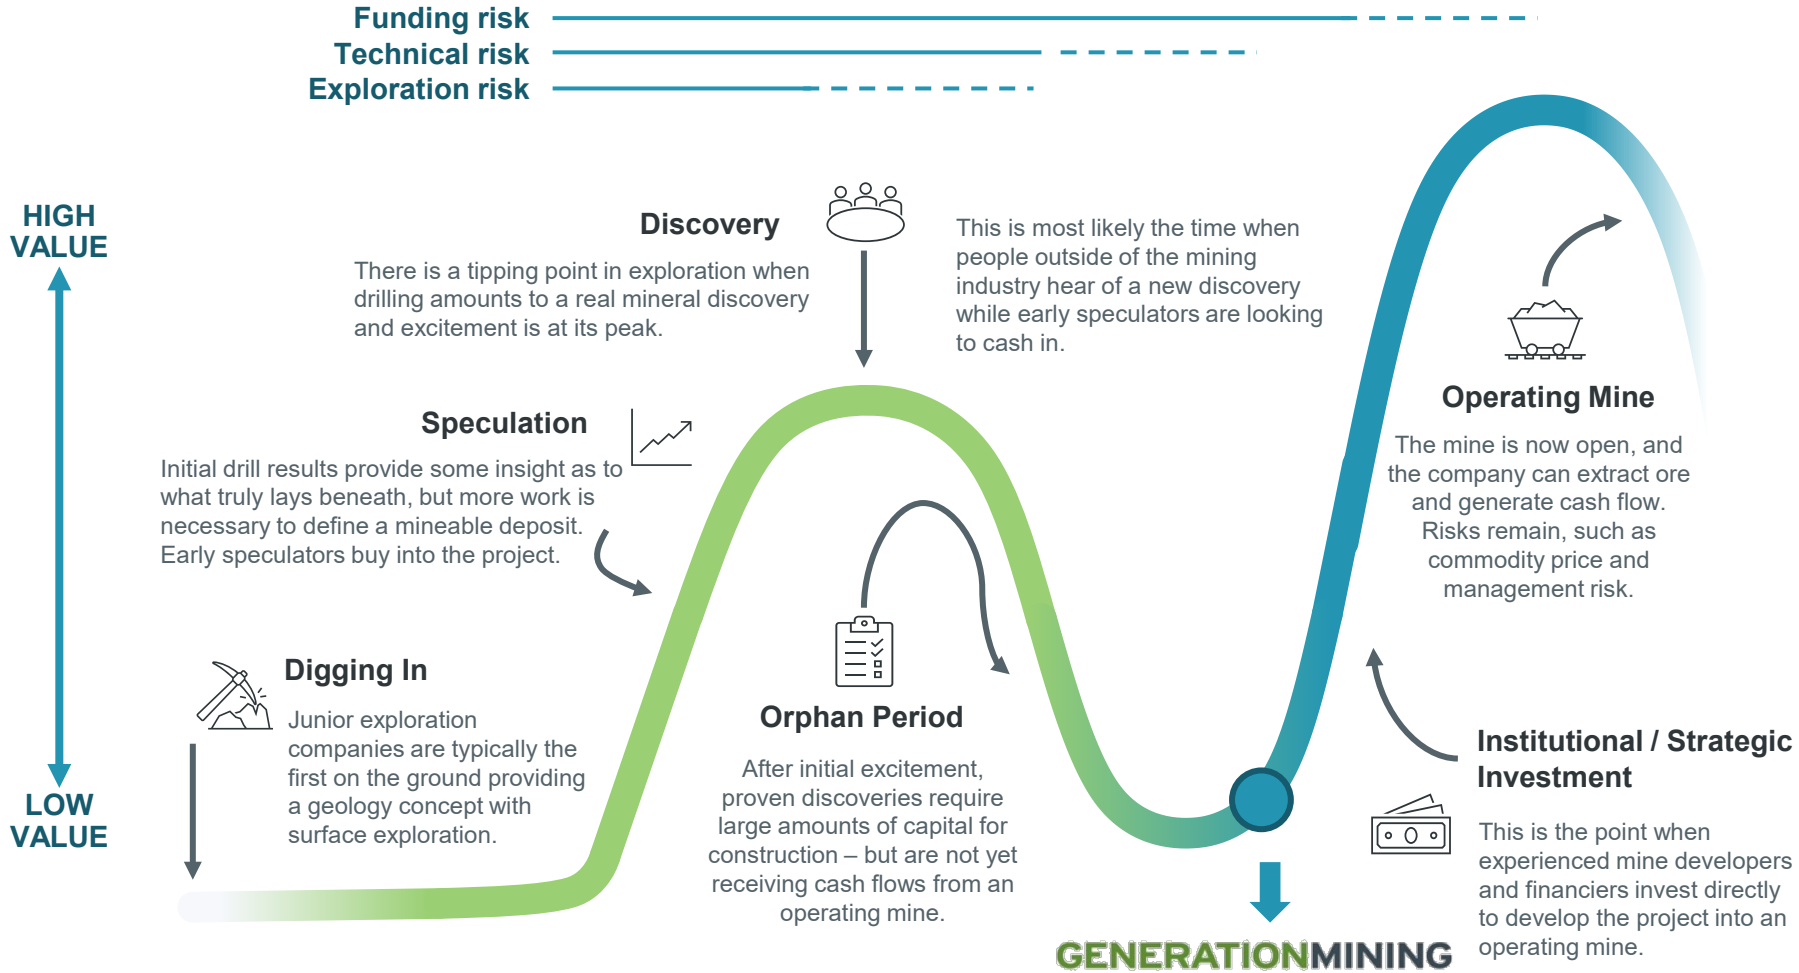 Funding risk
Technical risk
Exploration risk
HIGH
VALUE
LOW
VALUE
Discovery
There is a tipping point in exploration when
drilling amounts to a real mineral discovery
and excitement is at its peak.
This is most likely the time when
people outside of the mining
industry hear of a new discovery
while early speculators are looking
to cash in.
Speculation
Initial drill results provide some insight as to
what truly lays beneath, but more work is
necessary to define a mineable deposit.
Early speculators buy into the project.
Digging In
Junior exploration
companies are typically the
first on the ground providing
a geology concept with
surface exploration.
Orphan Period
After initial excitement,
proven discoveries require
large amounts of capital for
construction – but are not yet
receiving cash flows from an
operating mine.
Operating Mine
The mine is now open, and
the company can extract ore
and generate cash flow.
Risks remain, such as
commodity price and
management risk.
Institutional / Strategic
Investment
This is the point when
experienced mine developers
and financiers invest directly
to develop the project into an
operating mine.
GENERATIONMINING